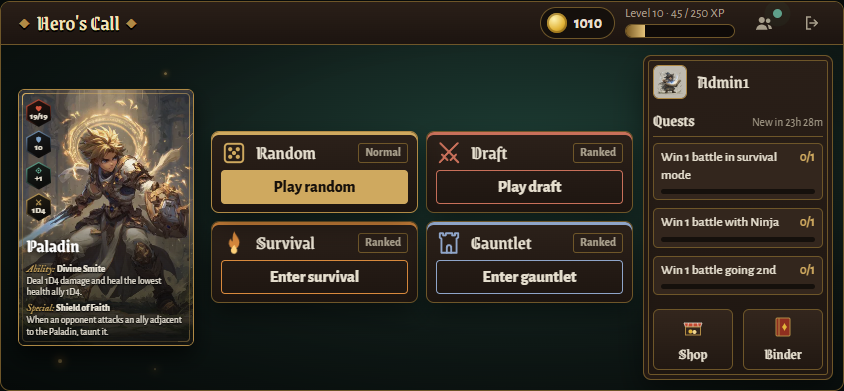 Hero's Call
1010
Level 10 · 45 / 250 XP
19/19
10
+1
1D4
Paladin
Ability: Divine Smite
Deal 1D4 damage and heal the lowest
health ally 1D4.
Special: Shield of Faith
When an opponent attacks an ally adjacent
to the Paladin, taunt it.
Random
Normal
Play random
Draft
Ranked
Play draft
Survival
Ranked
Enter survival
Gauntlet
Ranked
Enter gauntlet
Admin1
Quests
New in 23h 28m
Win 1 battle in survival
mode
0/1
Win 1 battle with Ninja
0/1
Win 1 battle going 2nd
0/1
Shop
Binder